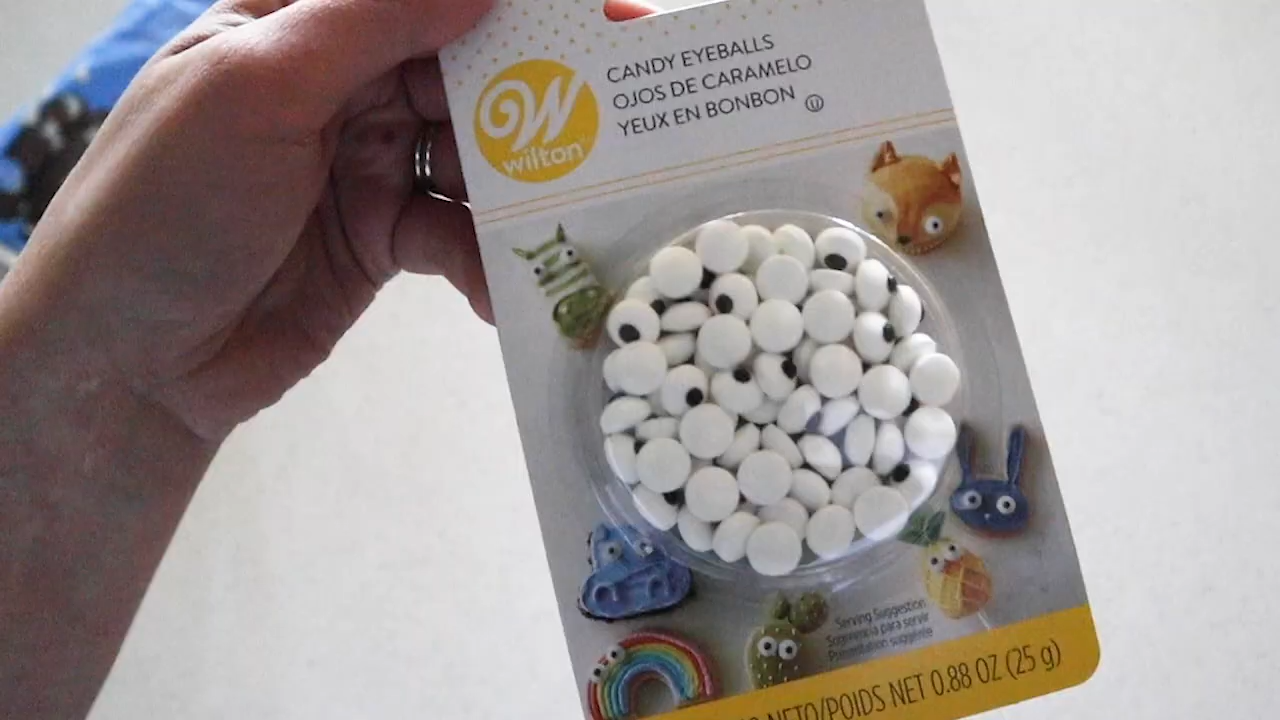 W
wilton
CANDY EYEBALLS
OJOS DE CARAMELO
YEUX EN BONBON U
Serving Suggestion
Sugerencia para servir
Présentation suggérée
NETO/POIDS NET 0.88 OZ (25 g)